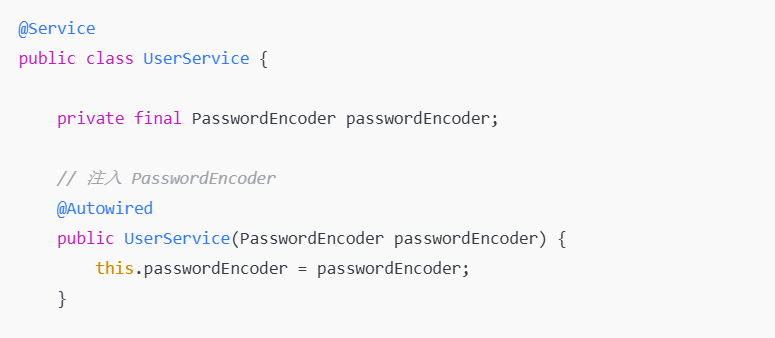 @Service
public class UserService {
private final PasswordEncoder passwordEncoder;
// 注入 PasswordEncoder
@Autowired
public UserService(PasswordEncoder passwordEncoder) {
this.passwordEncoder = passwordEncoder;
}